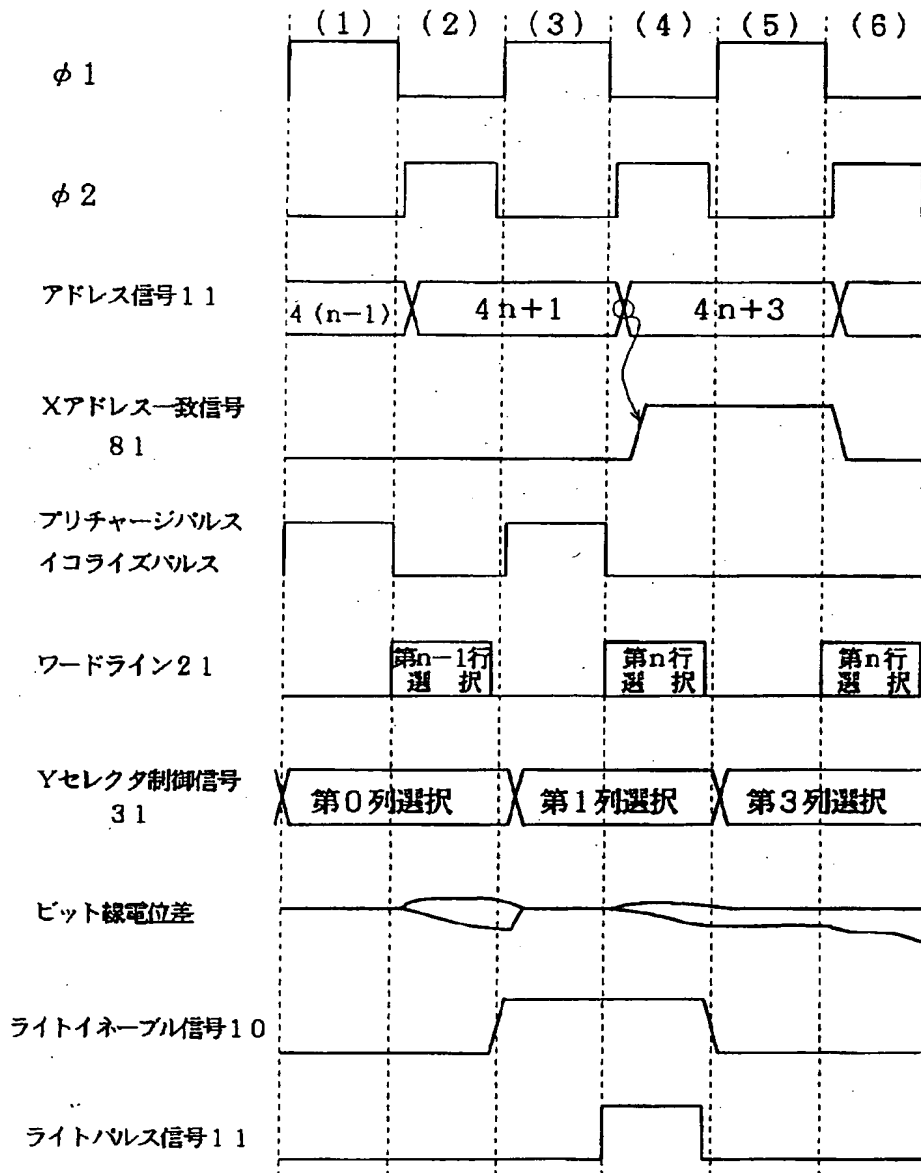 (1) (2) (3) (4) (5) (6)
φ1
φ2
アドレス信号11
4(n-1) 4n+1 4n+3
Xアドレス一致信号
81
プリチャージパルス
イコライズパルス
ワードライン21
第n-1行 第n行 第n行
選択 選択 選択
Yセレクタ制御信号
31
第0列選択 第1列選択 第3列選択
ビット線電位差
ライトイネーブル信号10
ライトパルス信号11